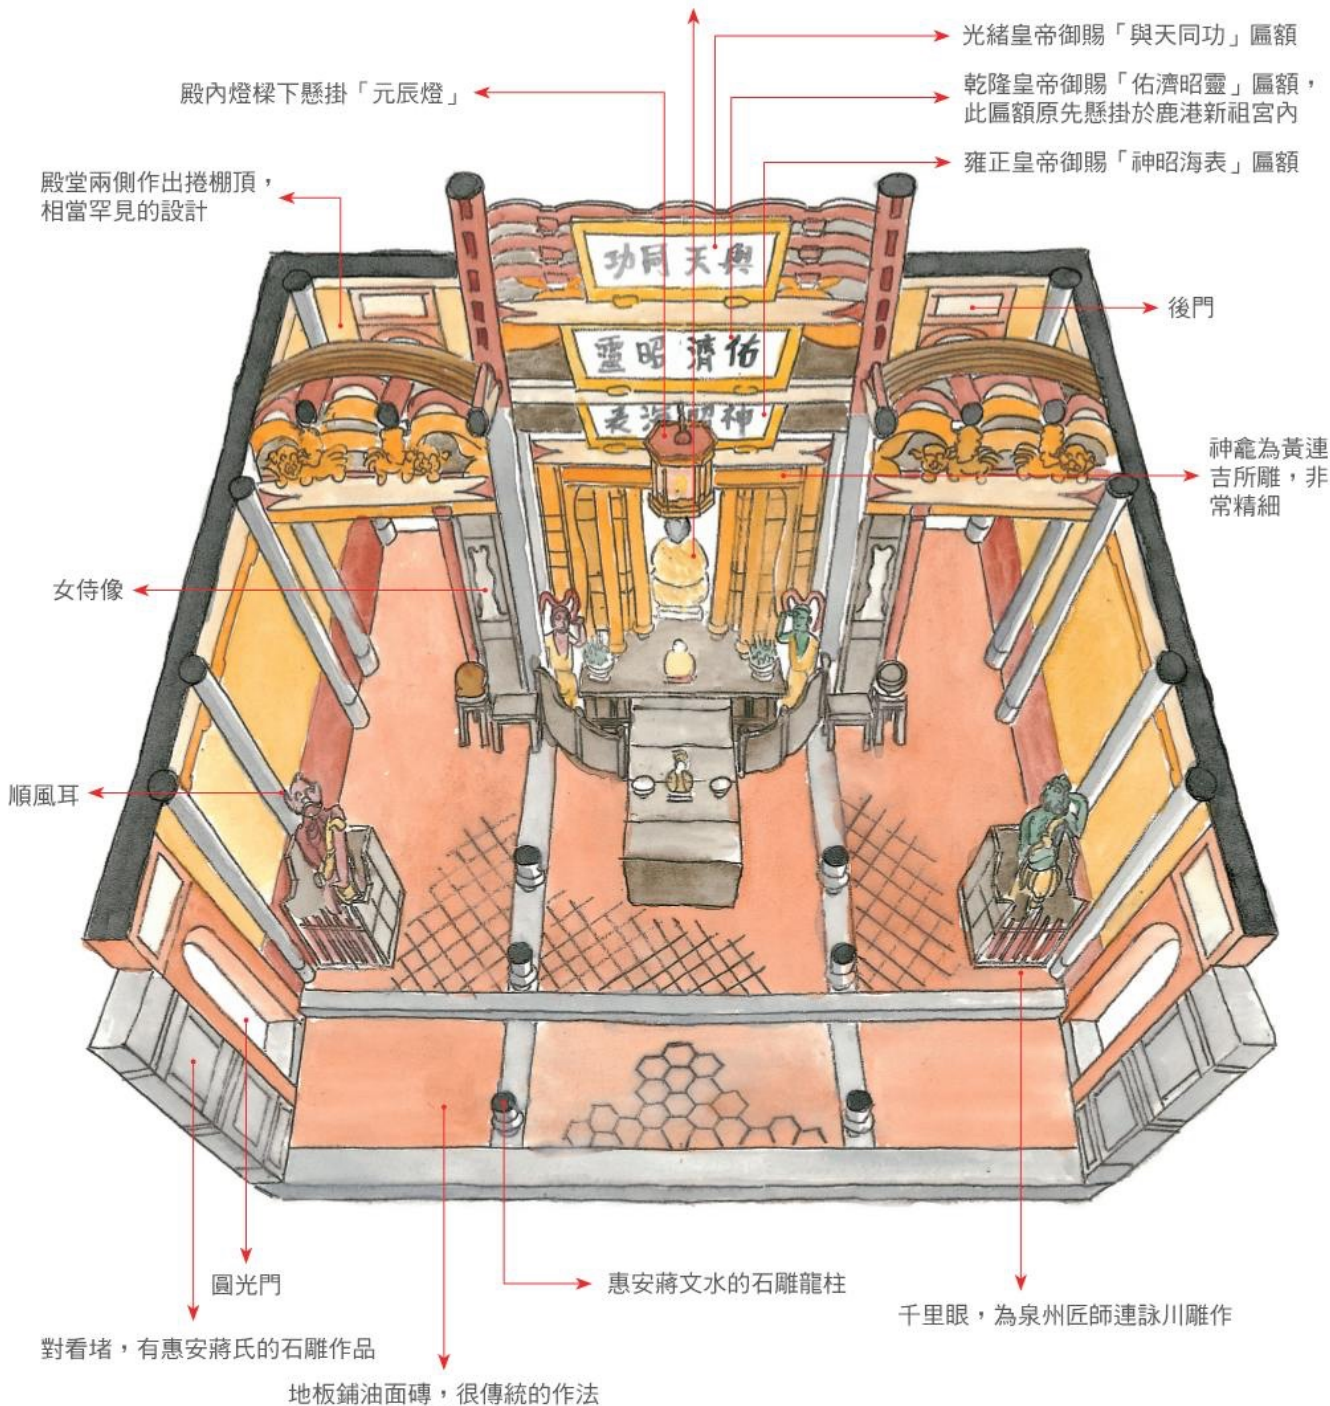 光緒皇帝御賜「與天同功」匾額
殿內燈樑下懸掛「元辰燈」
乾隆皇帝御賜「佑濟昭靈」匾額，
此匾額原先懸掛於鹿港新祖宮內
雍正皇帝御賜「神昭海表」匾額
殿堂兩側作出捲棚頂，
相當罕見的設計
功同天與
後門
靈昭濟佑
表海昭神
神龕為黃連
吉所雕，非
常精細
女侍像
順風耳
圓光門
惠安蔣文水的石雕龍柱
千里眼，為泉州匠師連詠川雕作
對看堵，有惠安蔣氏的石雕作品
地板鋪油面磚，很傳統的作法